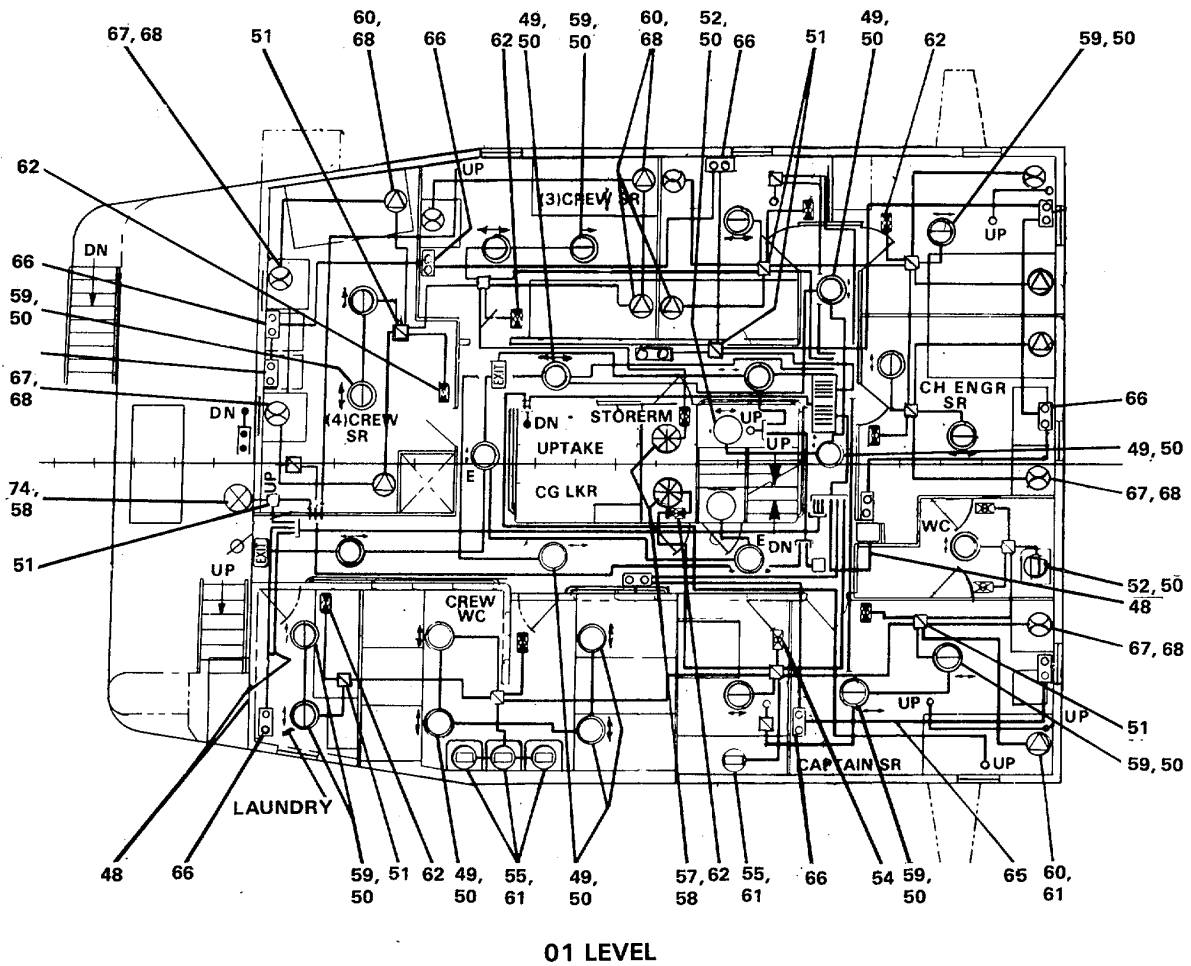 67, 68
51
60,
68
66
62
49,
50
59,
50
60,
68
52,
50
66
51
49,
50
62
59, 50
62
UP
(3)CREW SR
UP
DN
66
59,
50
EXIT
CH ENGR
SR
66
67,
68
DN
(4)CREW
SR
DN
STORERM
UP
UPTAKE
UP
49, 50
E
CG LKR
67, 68
74,
58
UP
WC
51
EXIT
E
DN
52, 50
48
UP
CREW
WC
67, 68
UP
UP
51
59, 50
CAPTAIN SR
UP
LAUNDRY
48
66
59,
50
51
62
49,
50
55,
61
49,
50
57,
58
62
55,
61
66
54
59,
50
65
60,
61
01 LEVEL